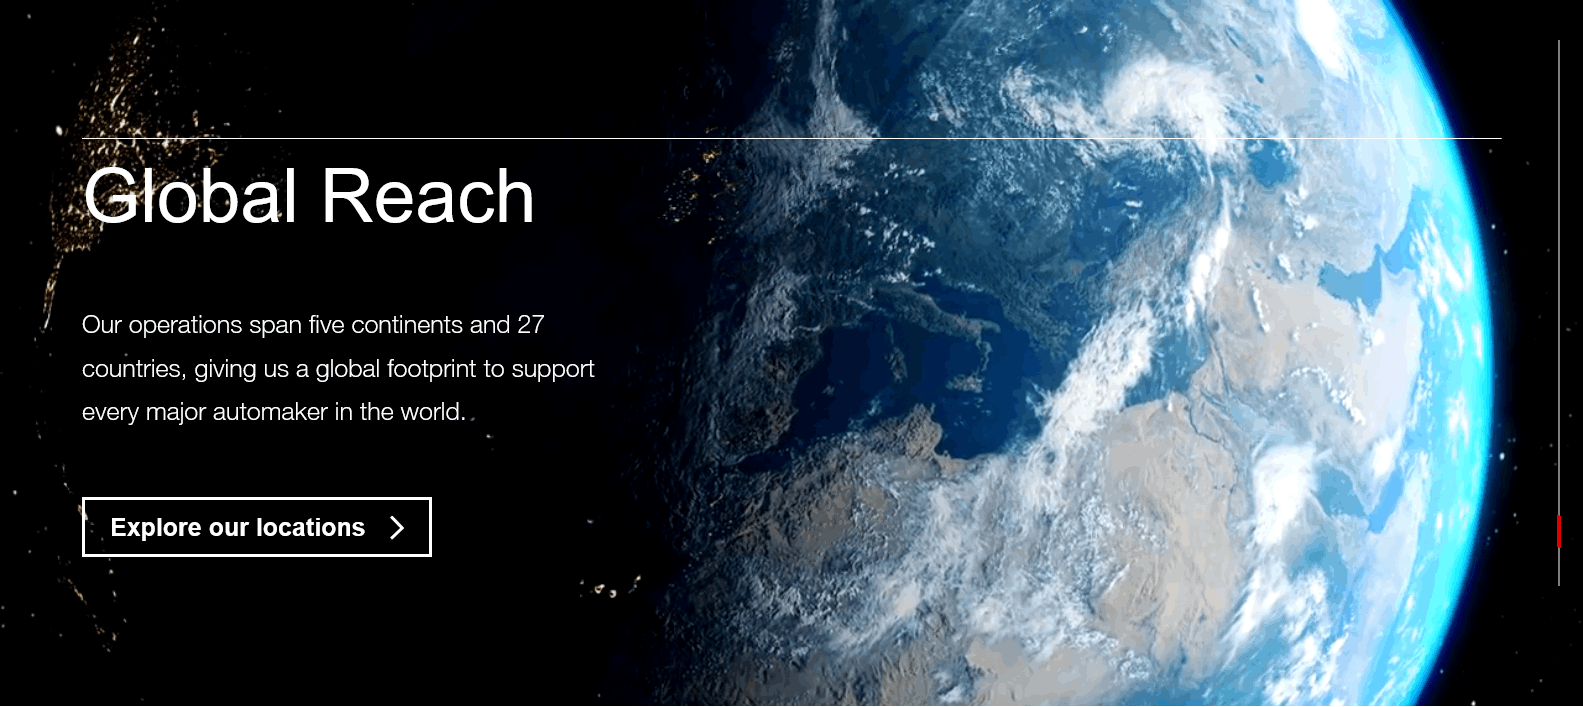 Global Reach
Our operations span five continents and 27
countries, giving us a global footprint to support
every major automaker in the world.
Explore our locations